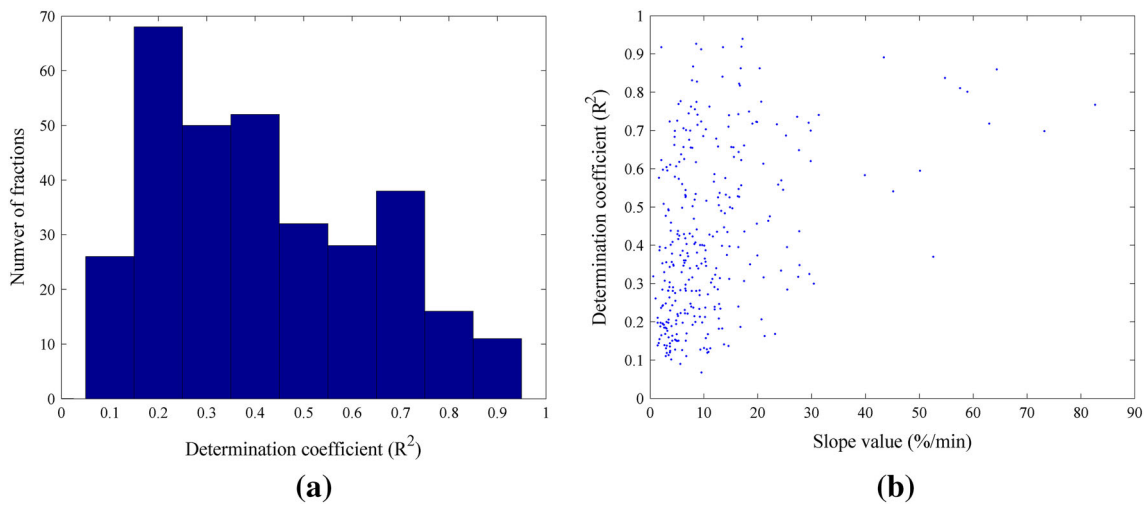 70
60
50
40
30
20
10
0
Numver of fractions
0 0.1 0.2 0.3 0.4 0.5 0.6 0.7 0.8 0.9 1
Determination coefficient (R²)
(a)
1
0.9
0.8
0.7
0.6
0.5
0.4
0.3
0.2
0.1
0
Determination coefficient (R²)
0 10 20 30 40 50 60 70 80 90
Slope value (%/min)
(b)